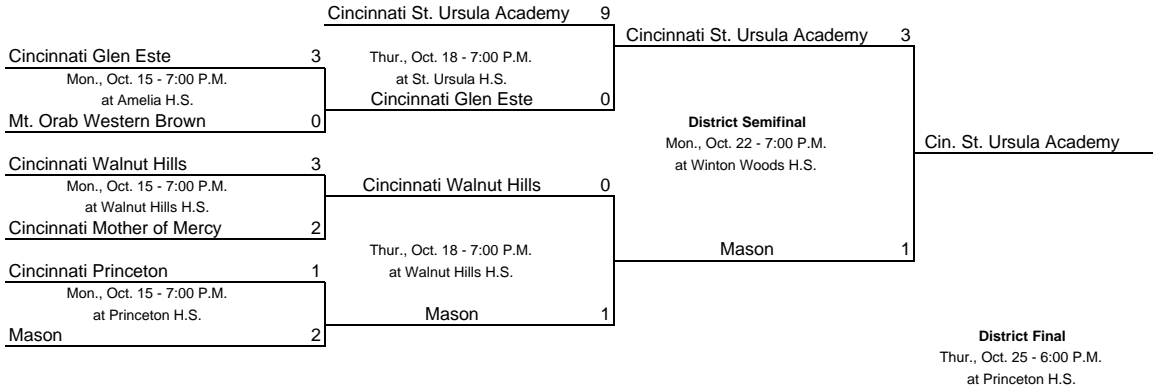 Cincinnati St. Ursula Academy 9
Cincinnati St. Ursula Academy 3
Cincinnati Glen Este 3
Thur., Oct. 18 - 7:00 P.M.
Mon., Oct. 15 - 7:00 P.M.
at St. Ursula H.S.
at Amelia H.S.
Cincinnati Glen Este 0
Mt. Orab Western Brown 0
District Semifinal
Mon., Oct. 22 - 7:00 P.M.
Cin. St. Ursula Academy
Cincinnati Walnut Hills 3
at Winton Woods H.S.
Mon., Oct. 15 - 7:00 P.M.
Cincinnati Walnut Hills 0
at Walnut Hills H.S.
Cincinnati Mother of Mercy 2
Thur., Oct. 18 - 7:00 P.M.
Mason 1
Cincinnati Princeton 1
at Walnut Hills H.S.
Mon., Oct. 15 - 7:00 P.M.
at Princeton H.S.
Mason 1
Mason 2
District Final
Thur., Oct. 25 - 6:00 P.M.
at Princeton H.S.